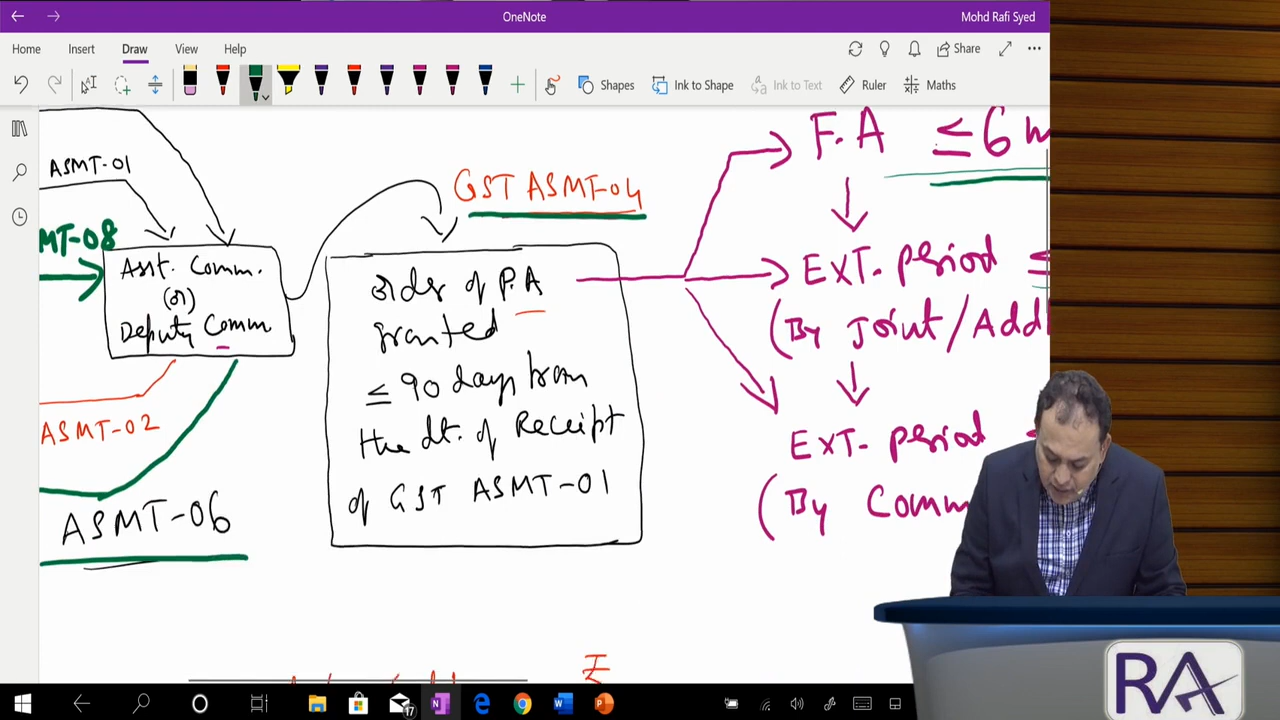 OneNote
Mohd Rafi Syed
Home Insert Draw View Help
Share
Shapes Ink to Shape Ink to Text Ruler Maths
ASMT-01
MT-08
Asst. Comm.
(or)
Deputy Comm
ASMT-02
ASMT-06
GST ASMT-04
order of P.A
granted
≤ 90 days from
the dt. of Receipt
of GST ASMT-01
F.A ≤ 6 m
EXT. period ≤
(By Joint/Addl
EXT. period
(By Comm
₹
17
RA